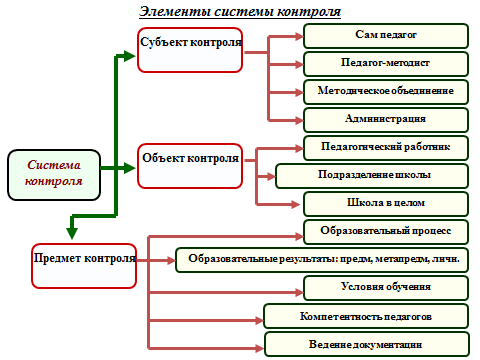 Элементы системы контроля
Субъект контроля
Сам педагог
Педагог-методист
Методическое объединение
Администрация
Система
контроля
Объект контроля
Педагогический работник
Подразделение школы
Школа в целом
Предмет контроля
Образовательный процесс
Образовательные результаты: предм, метапредм, личн.
Условия обучения
Компетентность педагогов
Ведение документации